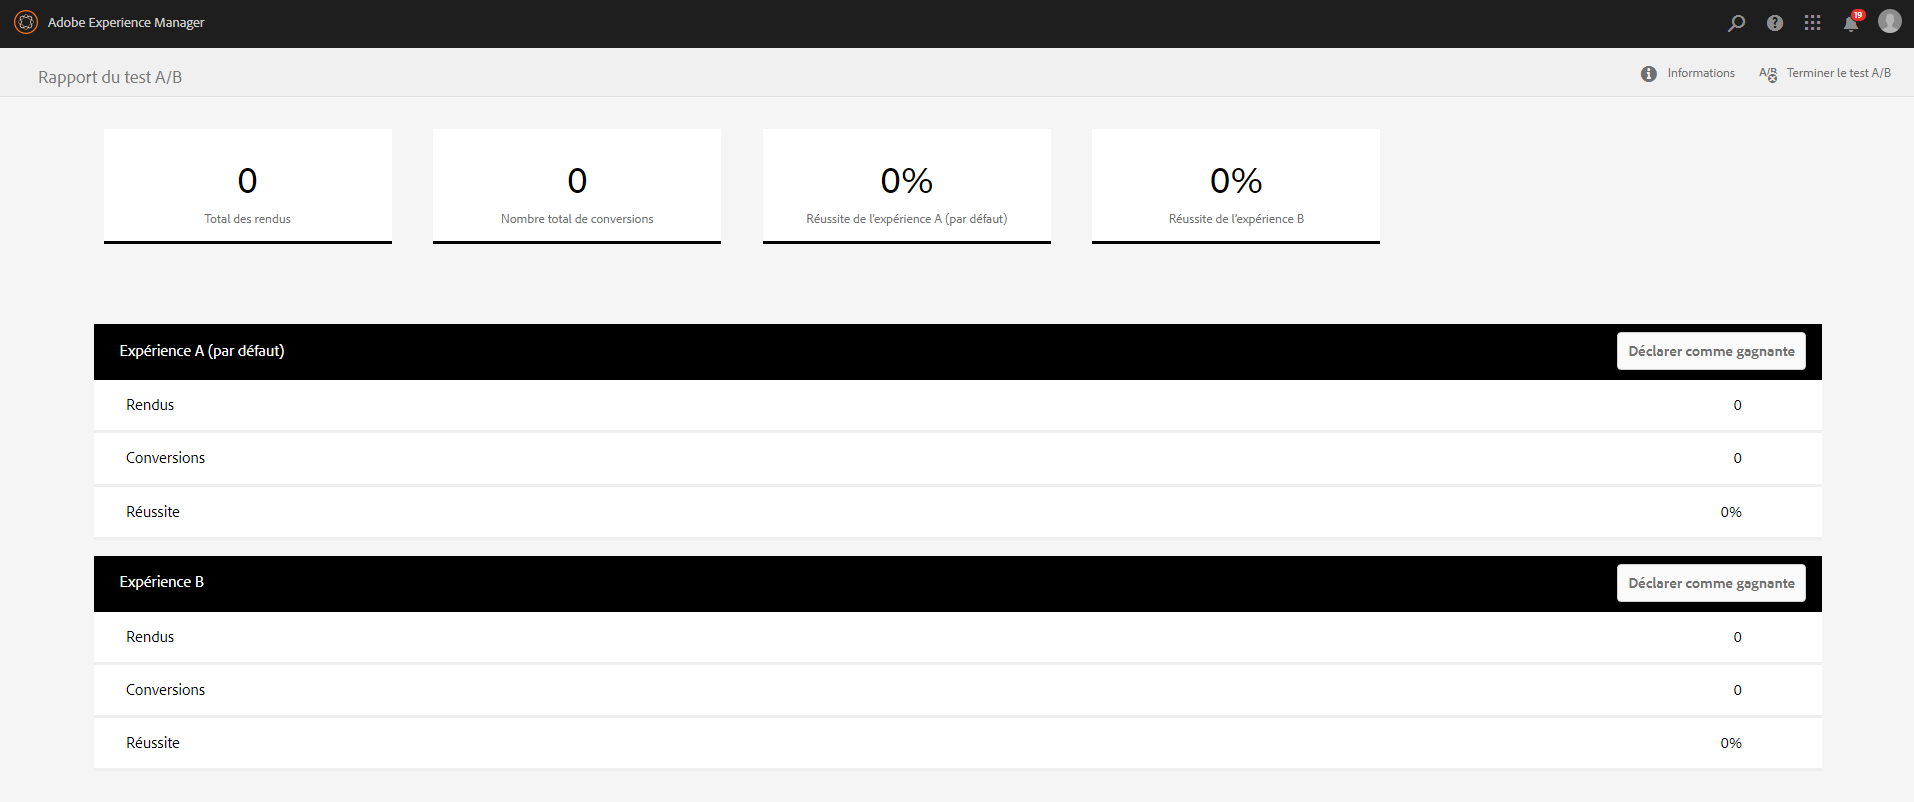 Adobe Experience Manager
19
Rapport du test A/B
Informations
A/B Terminer le test A/B
0
Total des rendus
0
Nombre total de conversions
0%
Réussite de l'expérience A (par défaut)
0%
Réussite de l'expérience B
Expérience A (par défaut)
Déclarer comme gagnante
Rendus 0
Conversions 0
Réussite 0%
Expérience B
Déclarer comme gagnante
Rendus 0
Conversions 0
Réussite 0%